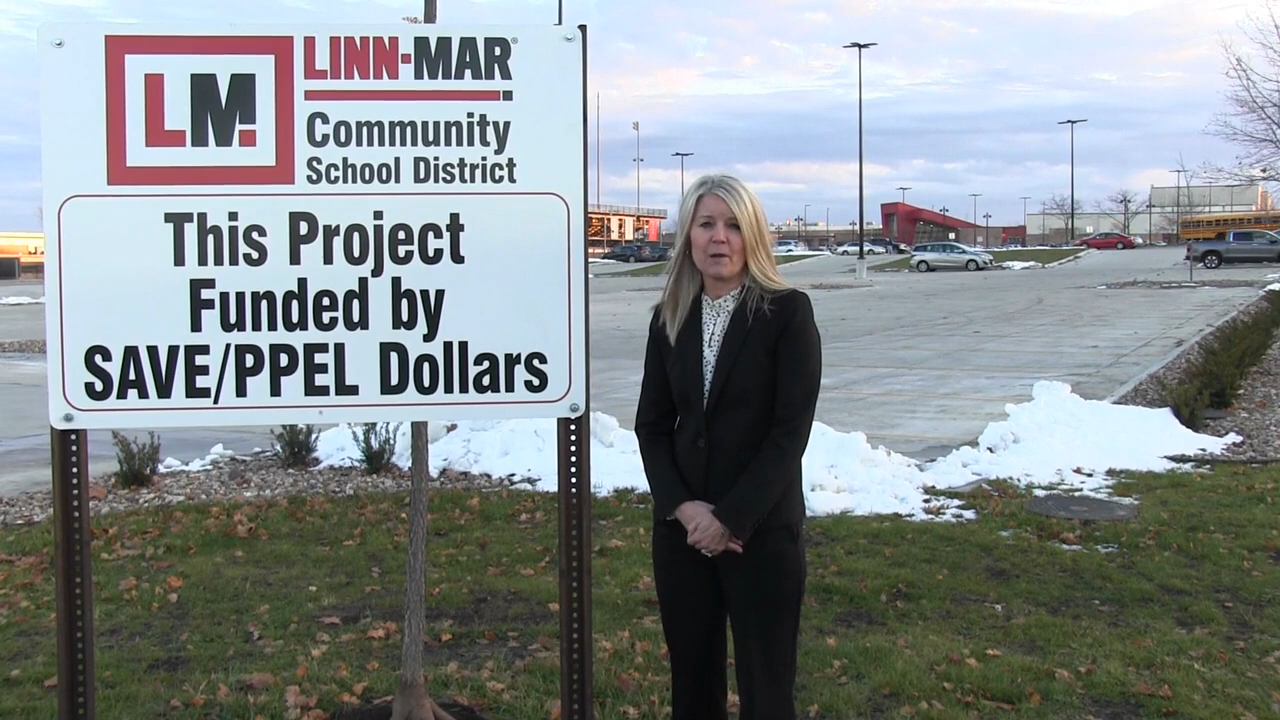 LM
LINN-MAR®
Community
School District
This Project
Funded by
SAVE/PPEL Dollars